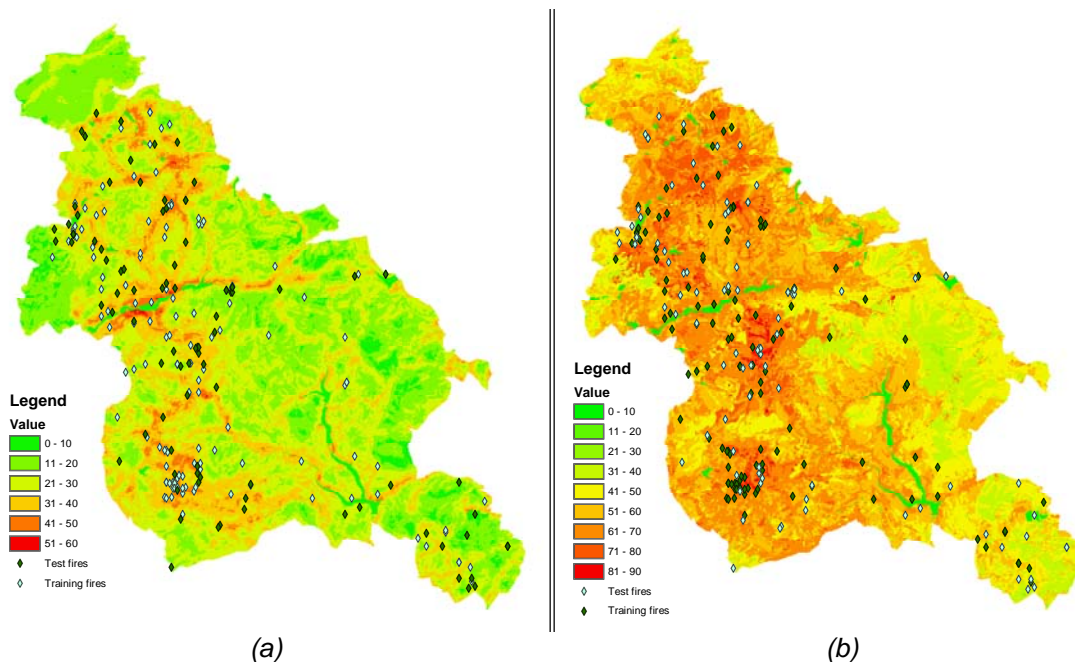 Legend
Value
0 - 10
11 - 20
21 - 30
31 - 40
41 - 50
51 - 60
Test fires
Training fires
(a)
Legend
Value
0 - 10
11 - 20
21 - 30
31 - 40
41 - 50
51 - 60
61 - 70
71 - 80
81 - 90
Test fires
Training fires
(b)